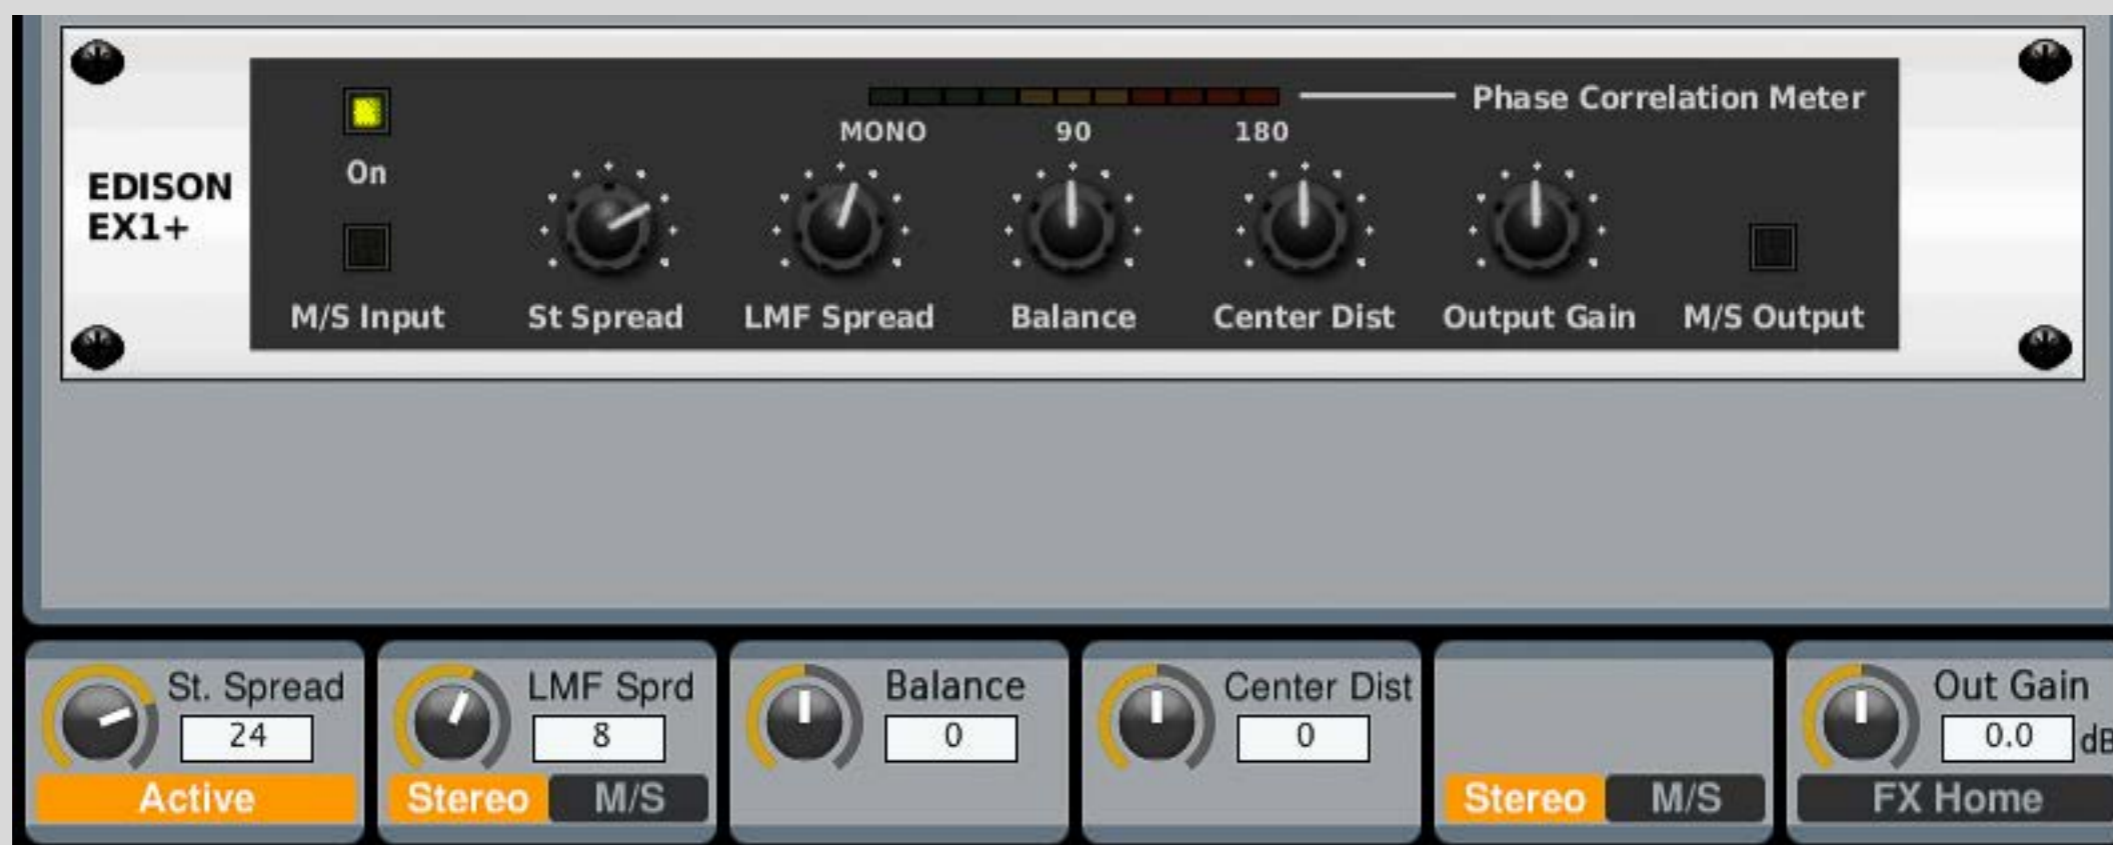 Phase Correlation Meter
MONO 90 180
On
EDISON
EX1+
M/S Input St Spread LMF Spread Balance Center Dist Output Gain M/S Output
St. Spread
24
Active
LMF Sprd
8
Stereo M/S
Balance
0
Center Dist
0
Stereo M/S
Out Gain
0.0 dB
FX Home